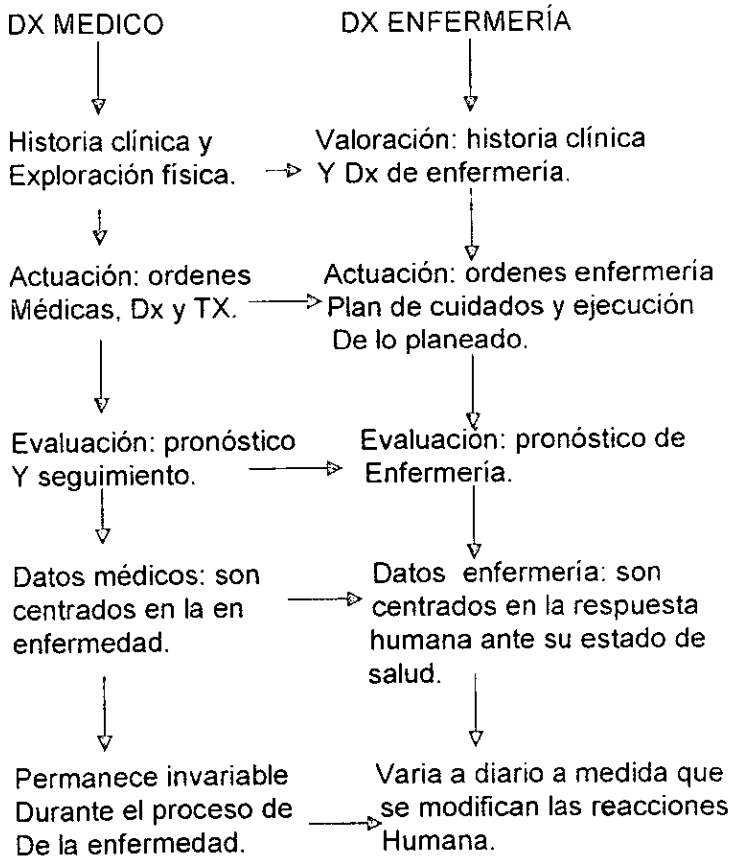 DX MEDICO
DX ENFERMERÍA
Historia clínica y
Exploración física.
Valoración: historia clínica
Y Dx de enfermería.
Actuación: ordenes
Médicas, Dx y TX.
Actuación: ordenes enfermería
Plan de cuidados y ejecución
De lo planeado.
Evaluación: pronóstico
Y seguimiento.
Evaluación: pronóstico de
Enfermería.
Datos médicos: son
centrados en la en
enfermedad.
Datos enfermería: son
centrados en la respuesta
humana ante su estado de
salud.
Permanece invariable
Durante el proceso de
De la enfermedad.
Varia a diario a medida que
se modifican las reacciones
Humana.